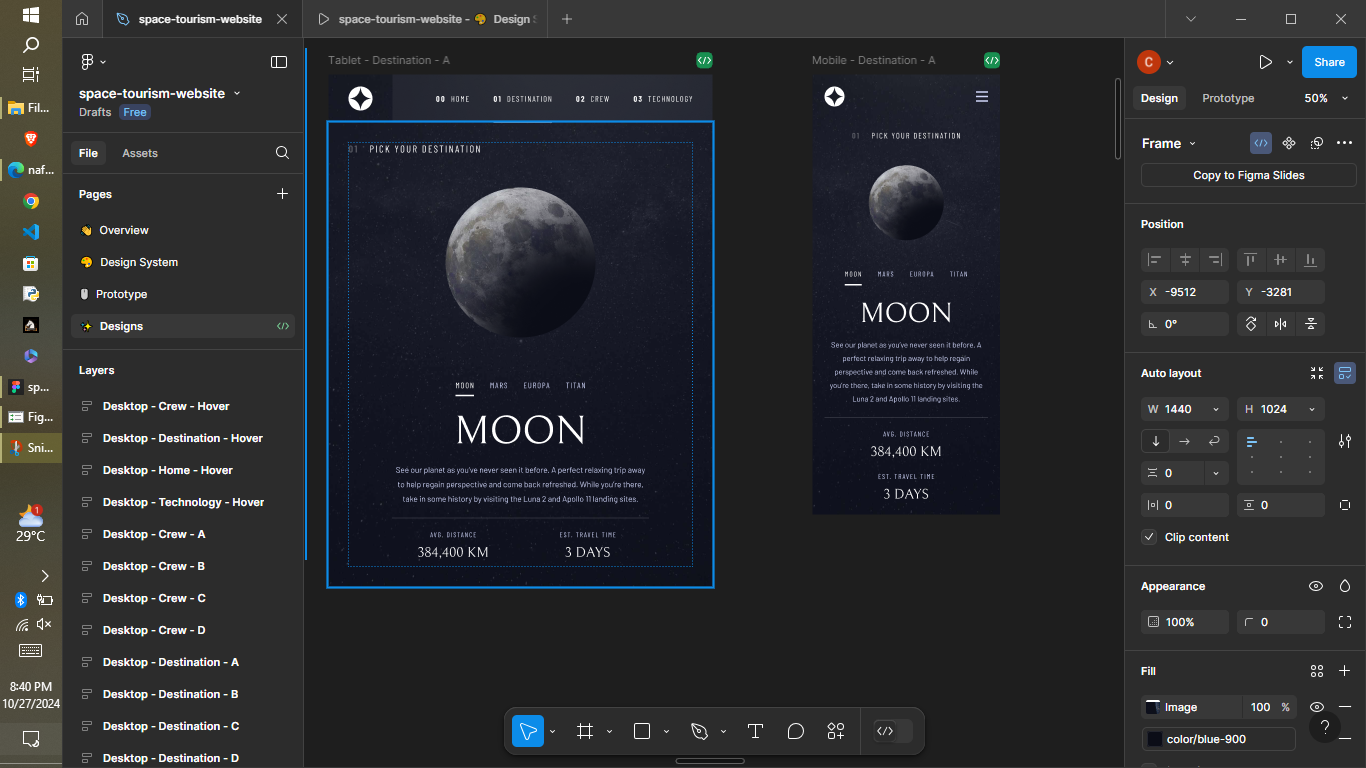 space-tourism-website
space-tourism-website - Design S
space-tourism-website
Drafts
Free
File
Assets
Pages
Overview
Design System
Prototype
Designs
Layers
Desktop - Crew - Hover
Desktop - Destination - Hover
Desktop - Home - Hover
Desktop - Technology - Hover
Desktop - Crew - A
Desktop - Crew - B
Desktop - Crew - C
Desktop - Crew - D
Desktop - Destination - A
Desktop - Destination - B
Desktop - Destination - C
Desktop - Destination - D
Fil...
naf...
sp...
Fig...
Sni...
1
29°C
8:40 PM
10/27/2024
Tablet - Destination - A
00 HOME
01 DESTINATION
02 CREW
03 TECHNOLOGY
01 PICK YOUR DESTINATION
MOON MARS EUROPA TITAN
MOON
See our planet as you've never seen it before. A perfect relaxing trip away
to help regain perspective and come back refreshed. While you're there,
take in some history by visiting the Luna 2 and Apollo 11 landing sites.
AVG. DISTANCE
384,400 KM
EST. TRAVEL TIME
3 DAYS
Mobile - Destination - A
01 PICK YOUR DESTINATION
MOON MARS EUROPA TITAN
MOON
See our planet as you've never seen it before. A
perfect relaxing trip away to help regain
perspective and come back refreshed. While
you're there, take in some history by visiting the
Luna 2 and Apollo 11 landing sites.
AVG. DISTANCE
384,400 KM
EST. TRAVEL TIME
3 DAYS
C
Share
Design
Prototype
50%
Frame
Copy to Figma Slides
Position
X -9512
Y -3281
0°
Auto layout
W 1440
H 1024
0
0
0
Clip content
Appearance
100%
0
Fill
Image
100 %
color/blue-900
?